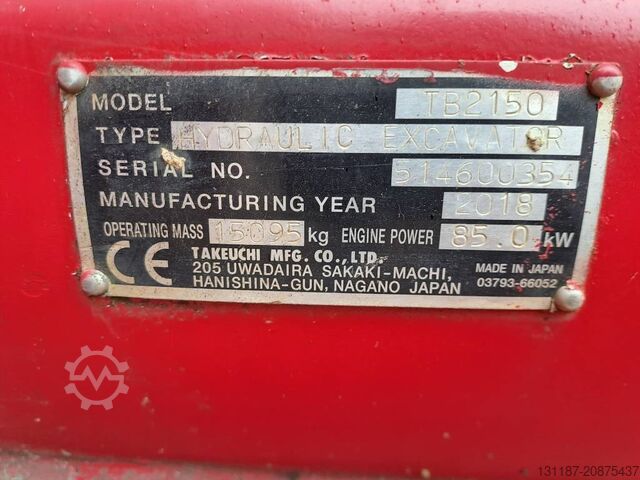 MODEL TB2150
TYPE HYDRAULIC EXCAVATOR
SERIAL NO. 514600354
MANUFACTURING YEAR 2018
OPERATING MASS 15095 kg ENGINE POWER 85.0 kW
CE TAKEUCHI MFG. CO., LTD.
205 UWADAIRA SAKAKI-MACHI, MADE IN JAPAN
HANISHINA-GUN, NAGANO JAPAN 03793-66052
131187-20875437